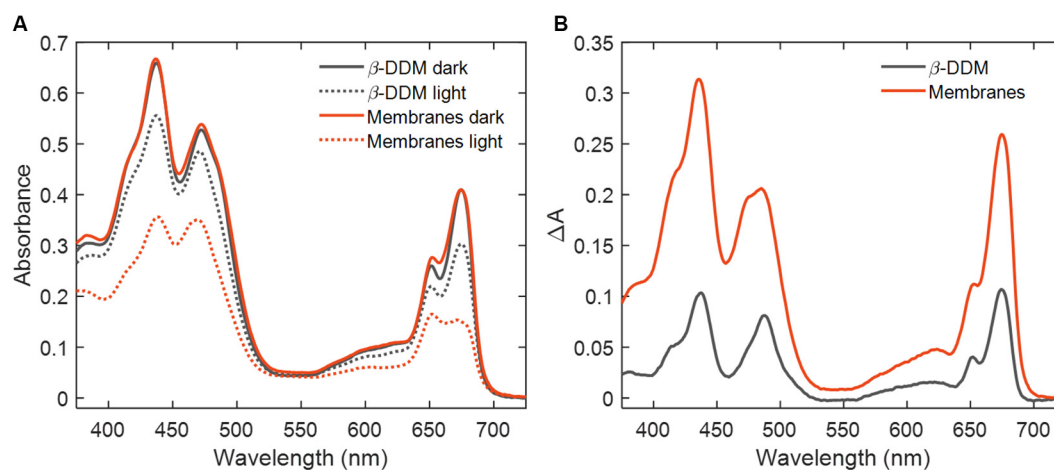 A
0.7
0.6
0.5
0.4
0.3
0.2
0.1
0
Absorbance
β-DDM dark
β-DDM light
Membranes dark
Membranes light
400 450 500 550 600 650 700
Wavelength (nm)
B
0.35
0.3
0.25
0.2
0.15
0.1
0.05
0
ΔA
β-DDM
Membranes
400 450 500 550 600 650 700
Wavelength (nm)